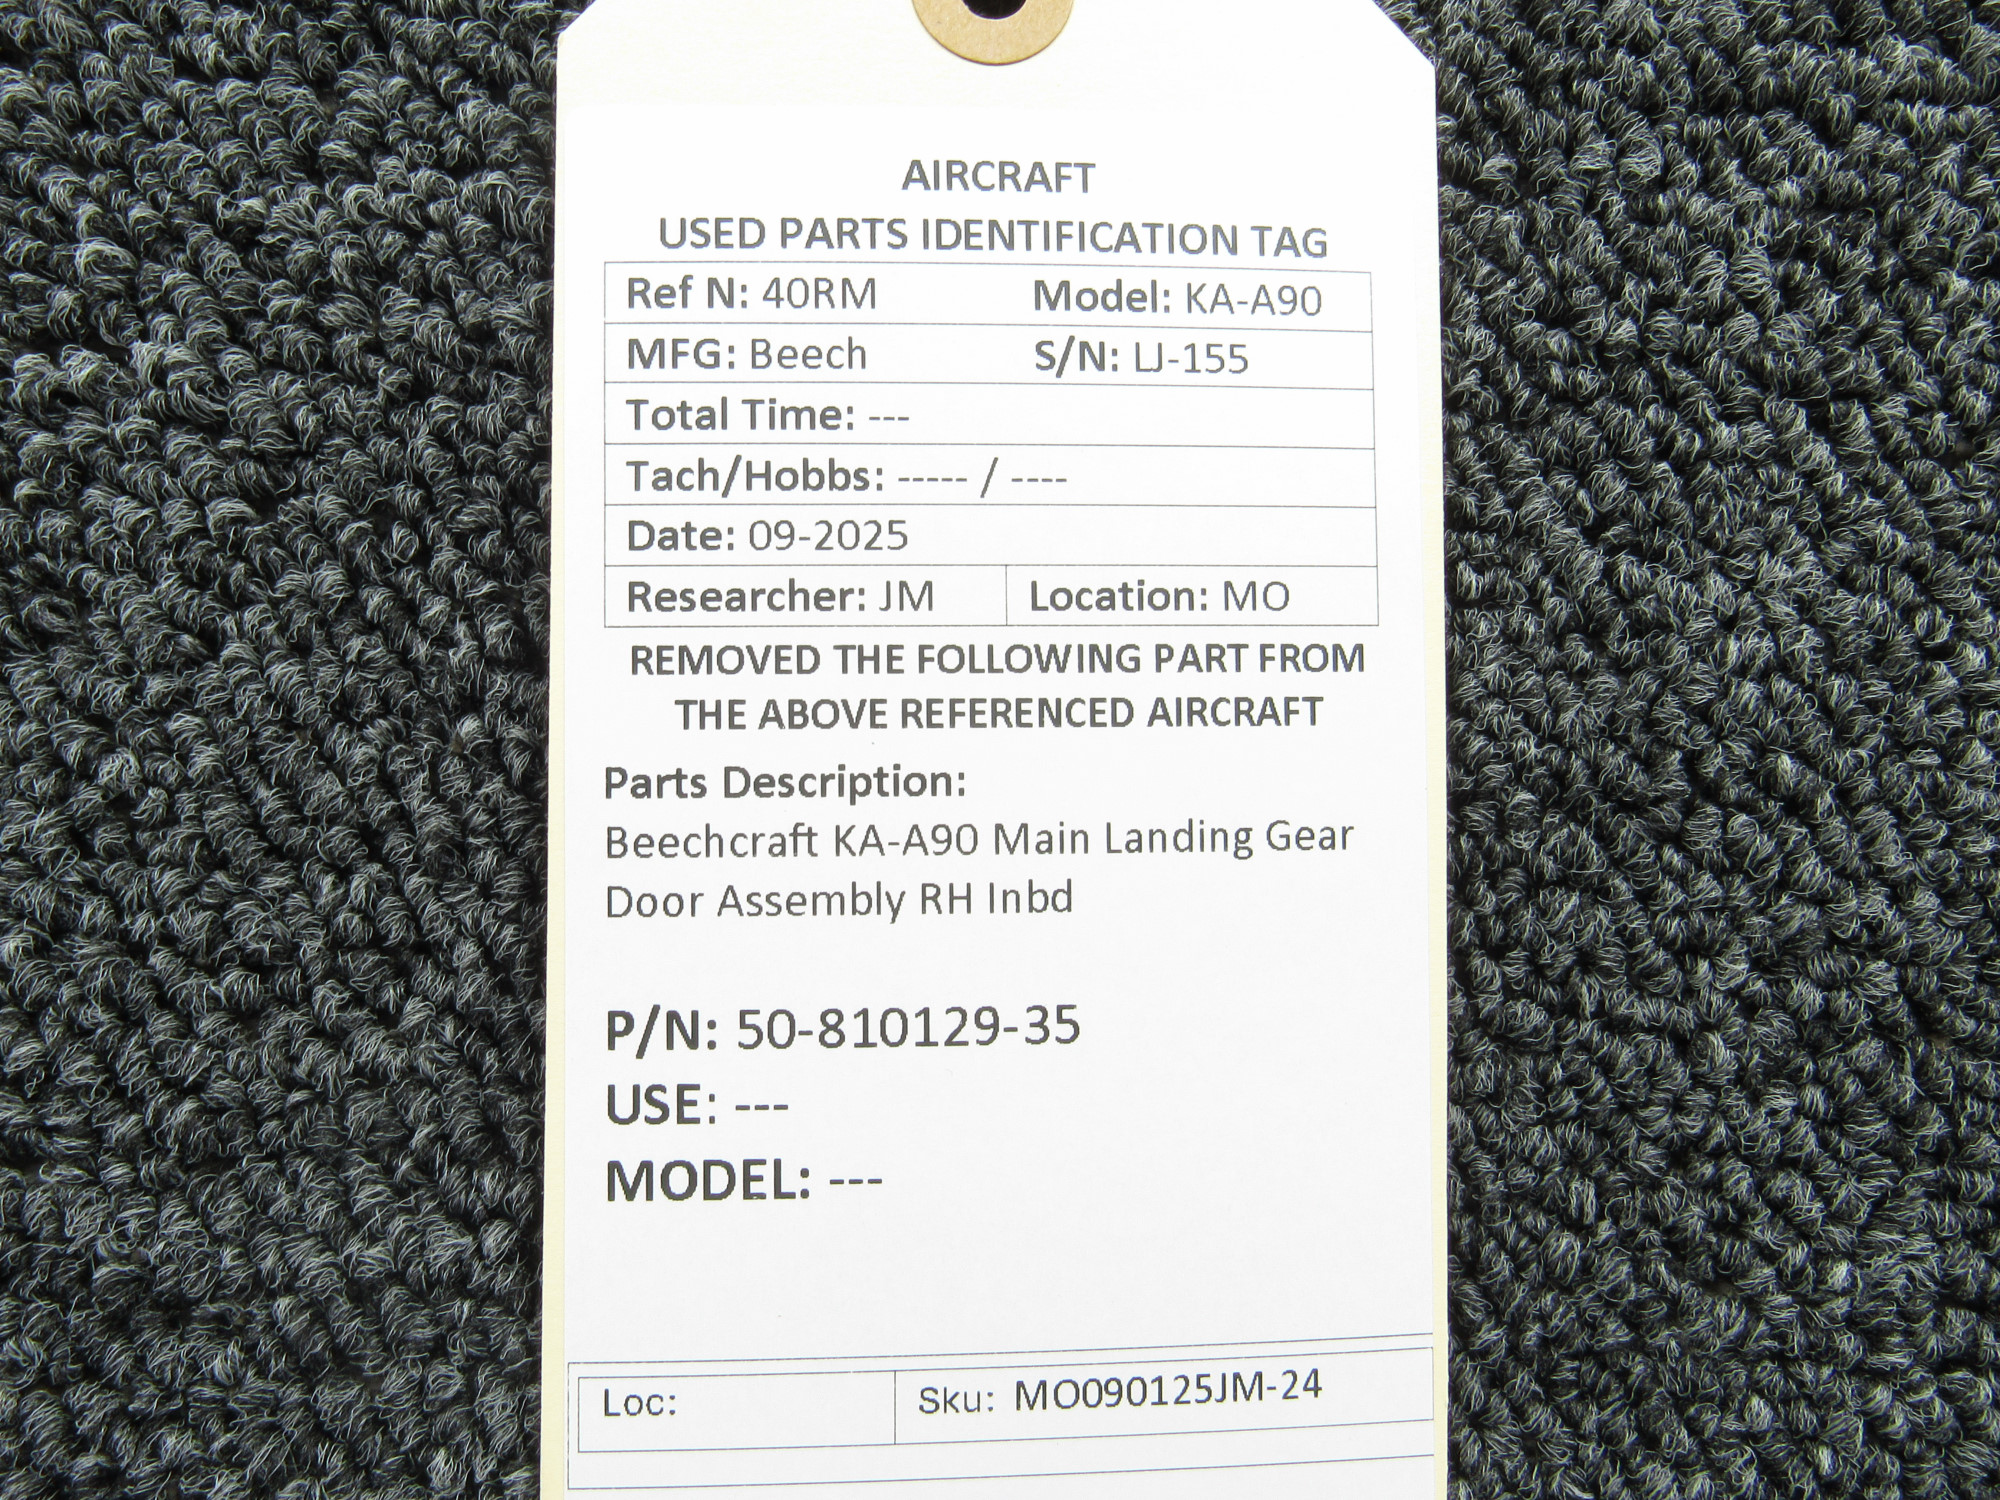 AIRCRAFT
USED PARTS IDENTIFICATION TAG
Ref N: 40RM Model: KA-A90
MFG: Beech S/N: LJ-155
Total Time: ---
Tach/Hobbs: ----- / ----
Date: 09-2025
Researcher: JM Location: MO
REMOVED THE FOLLOWING PART FROM
THE ABOVE REFERENCED AIRCRAFT
Parts Description:
Beechcraft KA-A90 Main Landing Gear
Door Assembly RH Inbd
P/N: 50-810129-35
USE: ---
MODEL: ---
Loc: Sku: MO090125JM-24